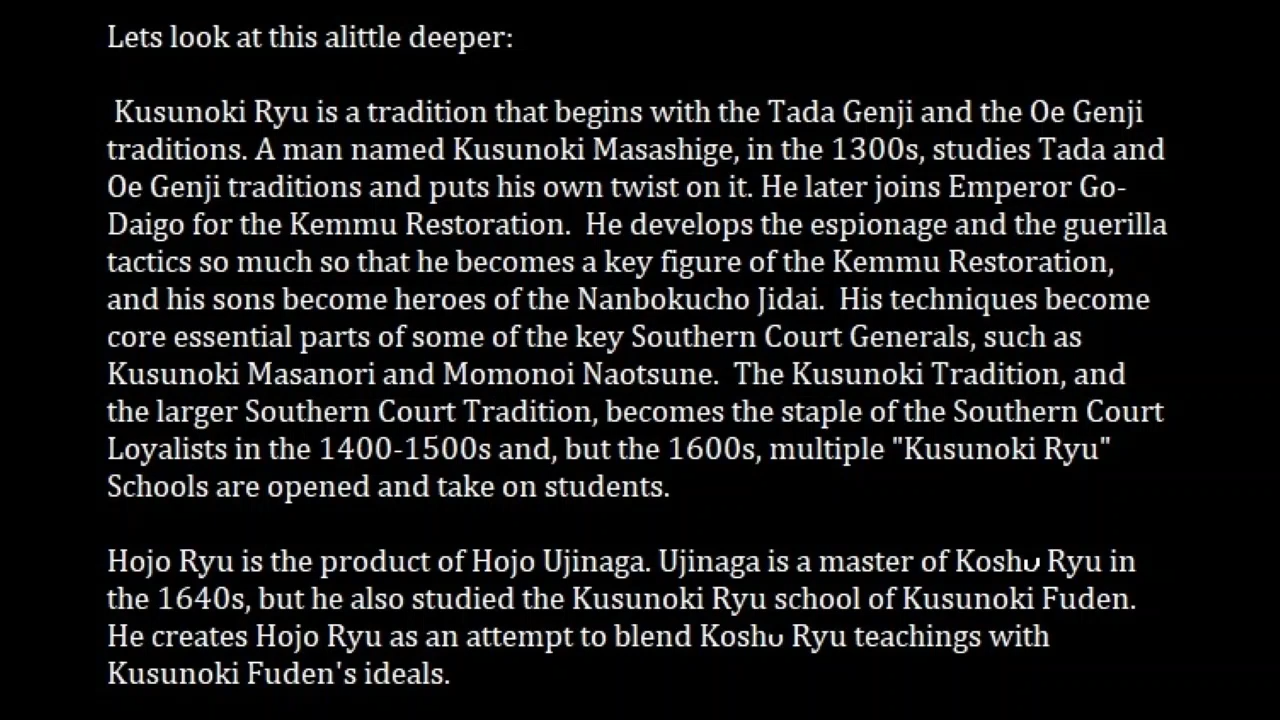 Lets look at this alittle deeper:
Kusunoki Ryu is a tradition that begins with the Tada Genji and the Oe Genji
traditions. A man named Kusunoki Masashige, in the 1300s, studies Tada and
Oe Genji traditions and puts his own twist on it. He later joins Emperor Go-
Daigo for the Kemmu Restoration.  He develops the espionage and the guerilla
tactics so much so that he becomes a key figure of the Kemmu Restoration,
and his sons become heroes of the Nanbokucho Jidai.  His techniques become
core essential parts of some of the key Southern Court Generals, such as
Kusunoki Masanori and Momonoi Naotsune.  The Kusunoki Tradition, and
the larger Southern Court Tradition, becomes the staple of the Southern Court
Loyalists in the 1400-1500s and, but the 1600s, multiple "Kusunoki Ryu"
Schools are opened and take on students.
Hojo Ryu is the product of Hojo Ujinaga. Ujinaga is a master of Koshu Ryu in
the 1640s, but he also studied the Kusunoki Ryu school of Kusunoki Fuden.
He creates Hojo Ryu as an attempt to blend Koshu Ryu teachings with
Kusunoki Fuden's ideals.